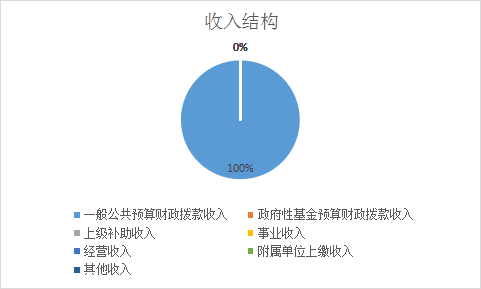 收入结构
0%
100%
一般公共预算财政拨款收入
政府性基金预算财政拨款收入
上级补助收入
事业收入
经营收入
附属单位上缴收入
其他收入